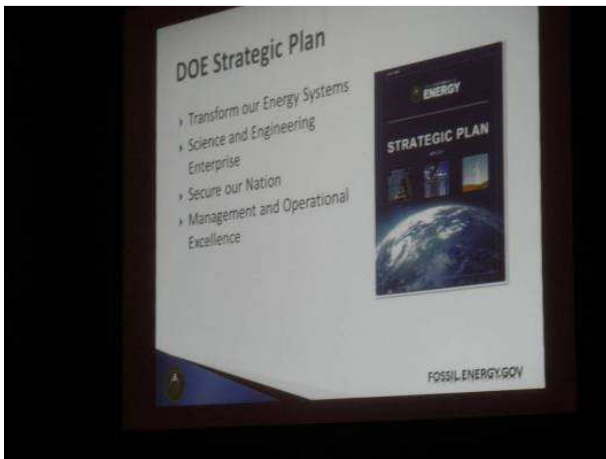 DOE Strategic Plan
Transform our Energy Systems
Science and Engineering
Enterprise
Secure our Nation
Management and Operational
Excellence
ENERGY
STRATEGIC PLAN
FOSSIL.ENERGY.GOV